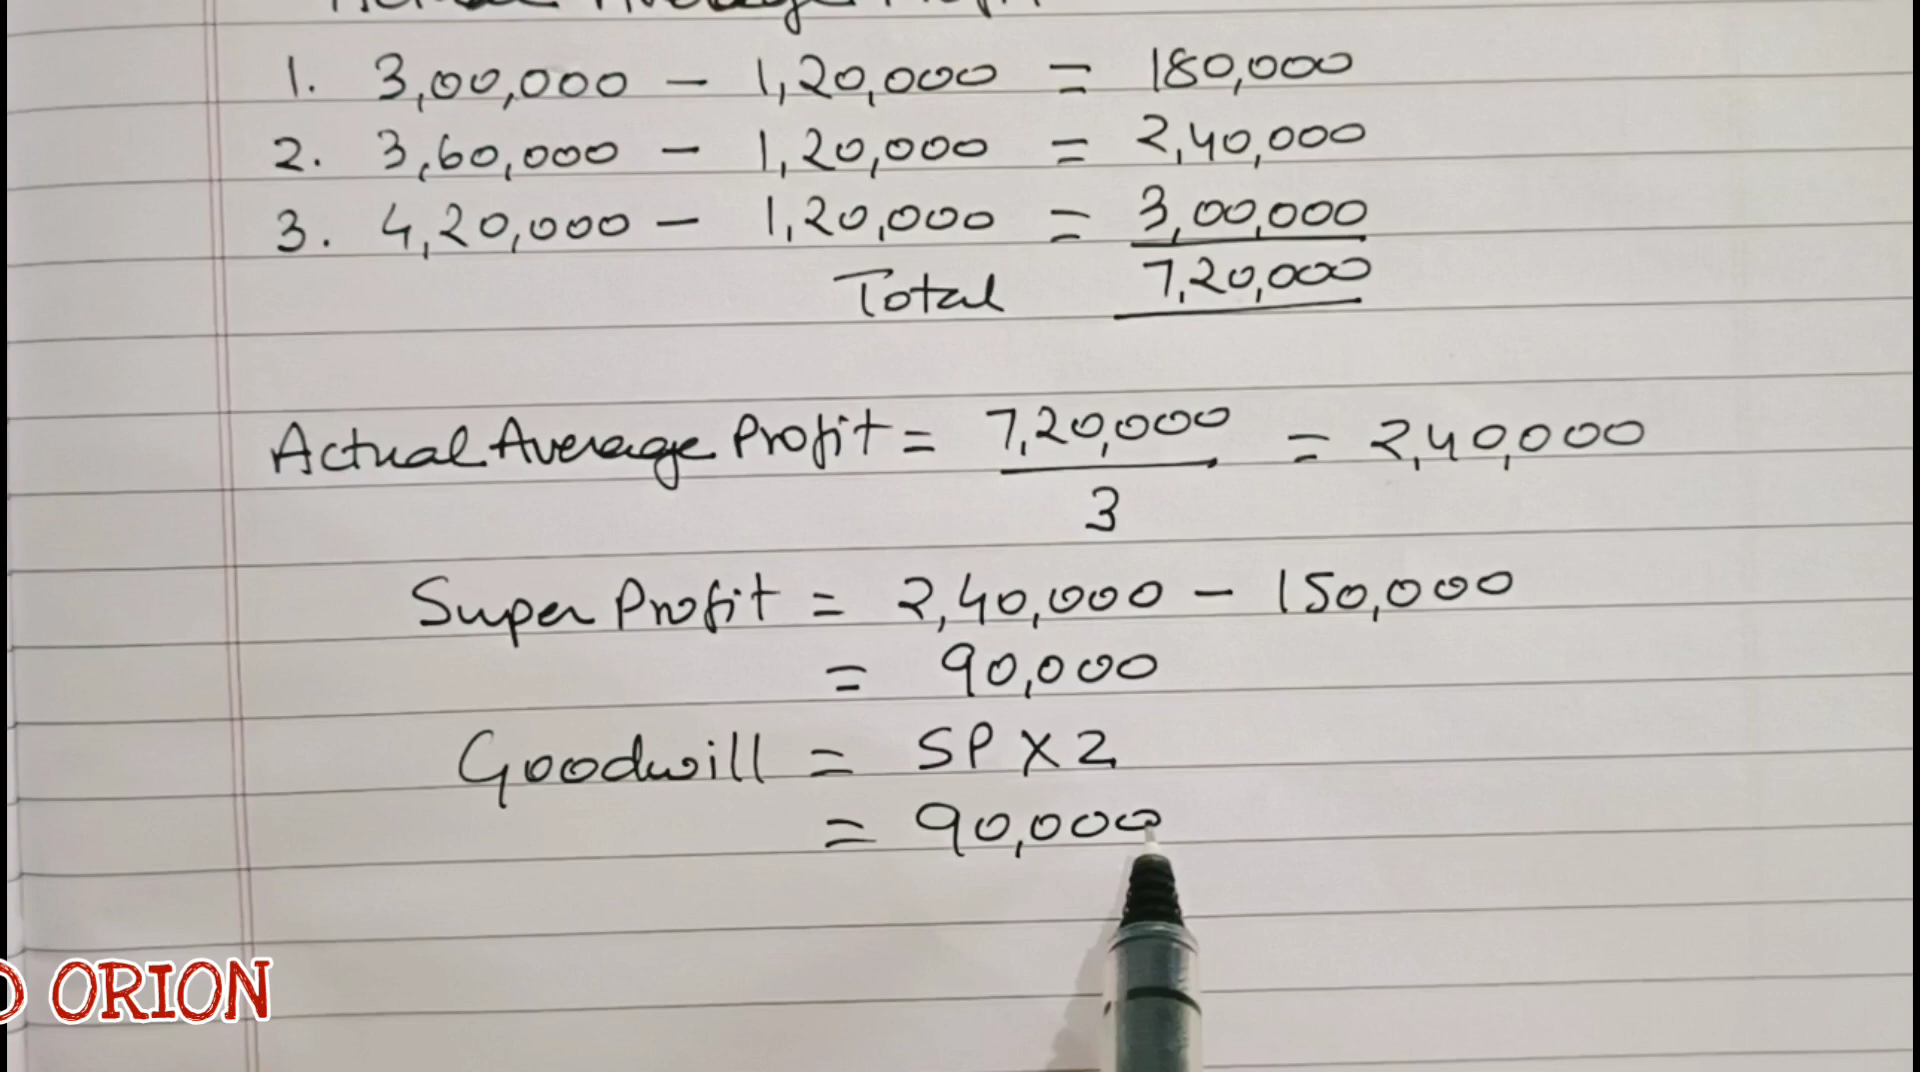 Actual Average Profit
1. 3,00,000 - 1,20,000 = 180,000
2. 3,60,000 - 1,20,000 = 2,40,000
3. 4,20,000 - 1,20,000 = 3,00,000
Total 7,20,000
Actual Average Profit = 7,20,000 = 2,40,000
3
Super Profit = 2,40,000 - 150,000
= 90,000
Goodwill = SP X 2
= 90,000
ORION